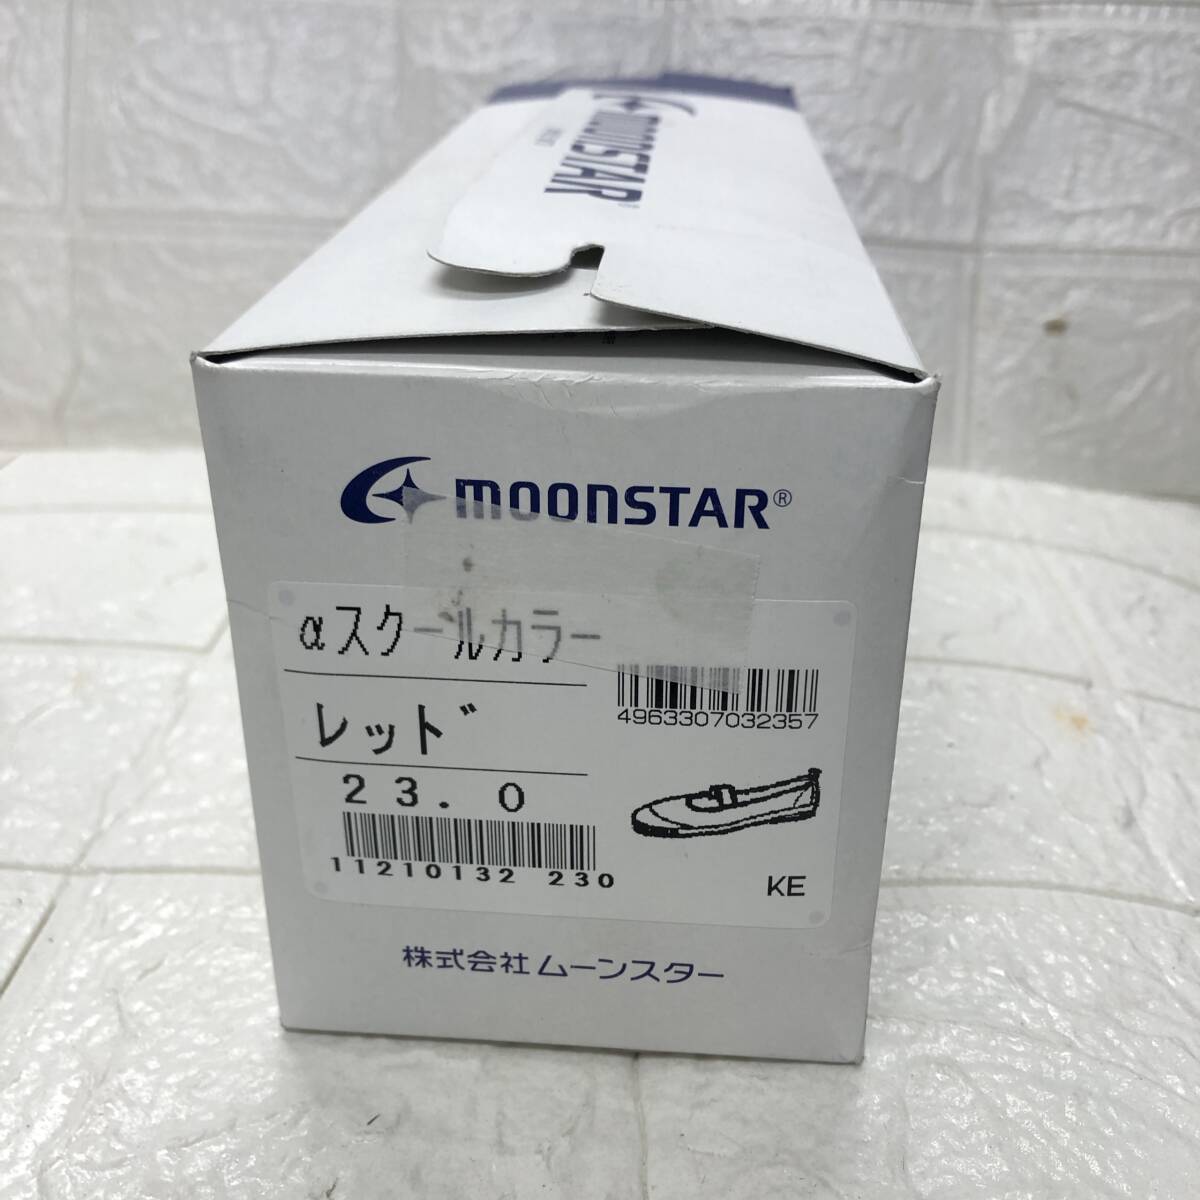 MOONSTAR®
MOONSTAR®
αスクールカラー
レッド
4963307032357
23.0
11210132 230
KE
株式会社ムーンスター